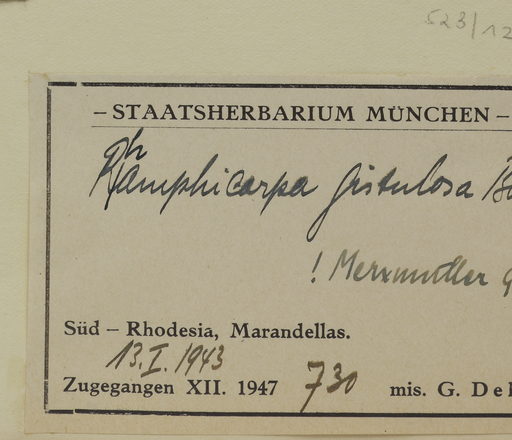 523/12
– STAATSHERBARIUM MÜNCHEN –
Rhamphicarpa fistulosa B
! Merxmüller
Süd – Rhodesia, Marandellas.
13.I.1943
Zugegangen XII. 1947 730 mis. G. De